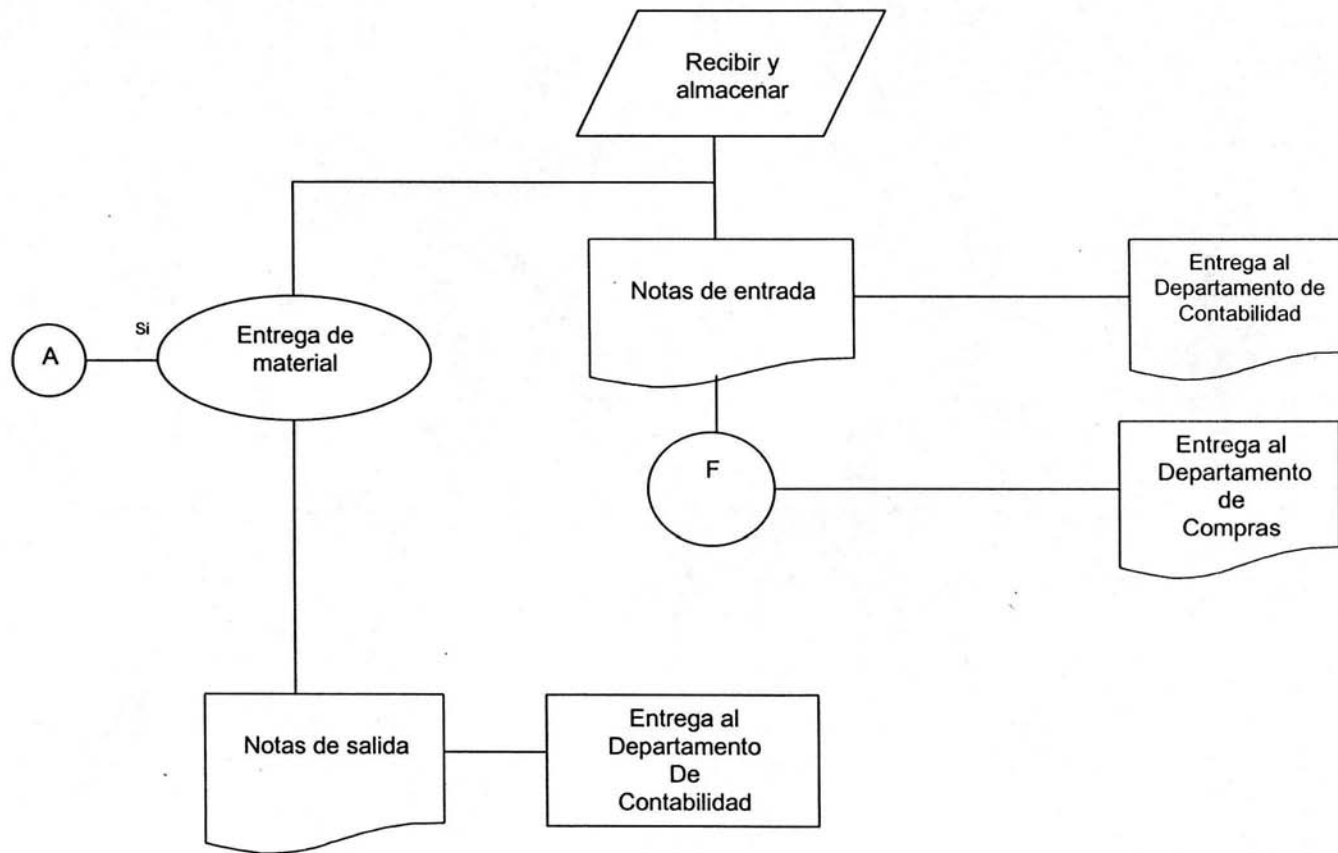 Recibir y
almacenar
Notas de entrada
Entrega al
Departamento de
Contabilidad
Si
A
Entrega de
material
F
Entrega al
Departamento
de
Compras
Notas de salida
Entrega al
Departamento
De
Contabilidad